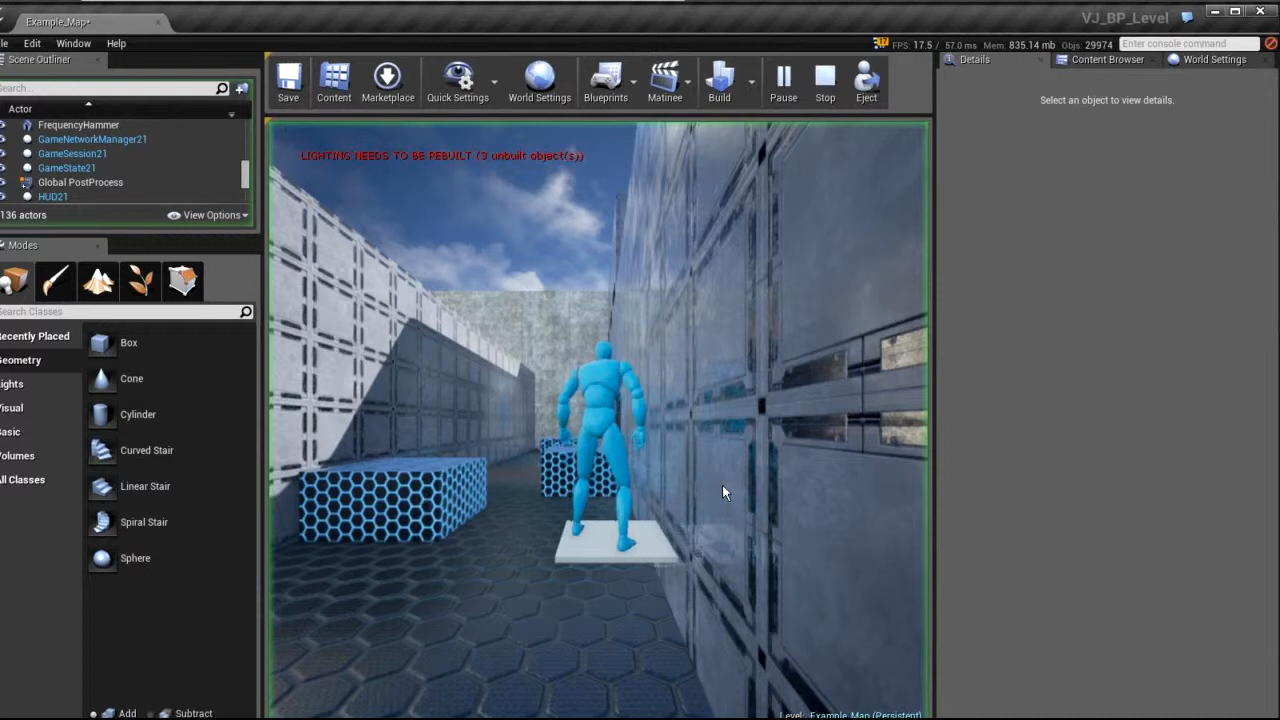 Example_Map*
VJ_BP_Level
le Edit Window Help
FPS: 17.5 / 57.0 ms Mem: 835.14 mb Objs: 29974
Enter console command
Scene Outliner
Search...
Actor
FrequencyHammer
GameNetworkManager21
GameSession21
GameState21
Global PostProcess
HUD21
136 actors
View Options
Save Content Marketplace Quick Settings World Settings Blueprints Matinee Build Pause Stop Eject
Details Content Browser World Settings
Select an object to view details.
LIGHTING NEEDS TO BE REBUILT (3 unbuilt object(s))
Modes
Search Classes
Recently Placed
Geometry
Lights
Visual
Basic
Volumes
All Classes
Box
Cone
Cylinder
Curved Stair
Linear Stair
Spiral Stair
Sphere
Add Subtract
Level: Example_Map (Persistent)